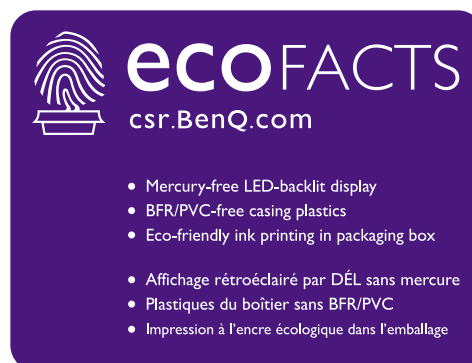 ecoFACTS
csr.BenQ.com
• Mercury-free LED-backlit display
• BFR/PVC-free casing plastics
• Eco-friendly ink printing in packaging box
• Affichage rétroéclairé par DÉL sans mercure
• Plastiques du boîtier sans BFR/PVC
• Impression à l'encre écologique dans l'emballage